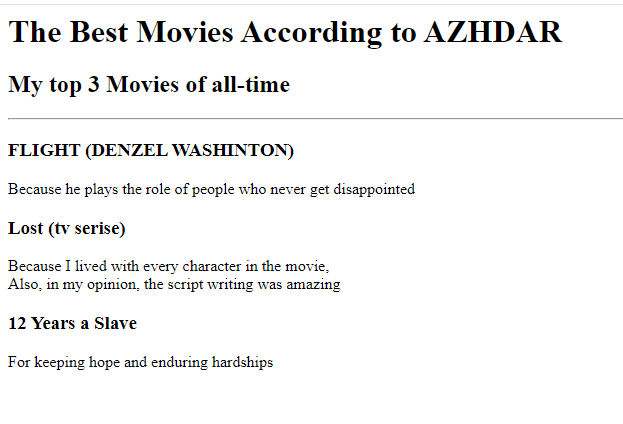 The Best Movies According to AZHDAR
My top 3 Movies of all-time
FLIGHT (DENZEL WASHINTON)
Because he plays the role of people who never get disappointed
Lost (tv serise)
Because I lived with every character in the movie,
Also, in my opinion, the script writing was amazing
12 Years a Slave
For keeping hope and enduring hardships